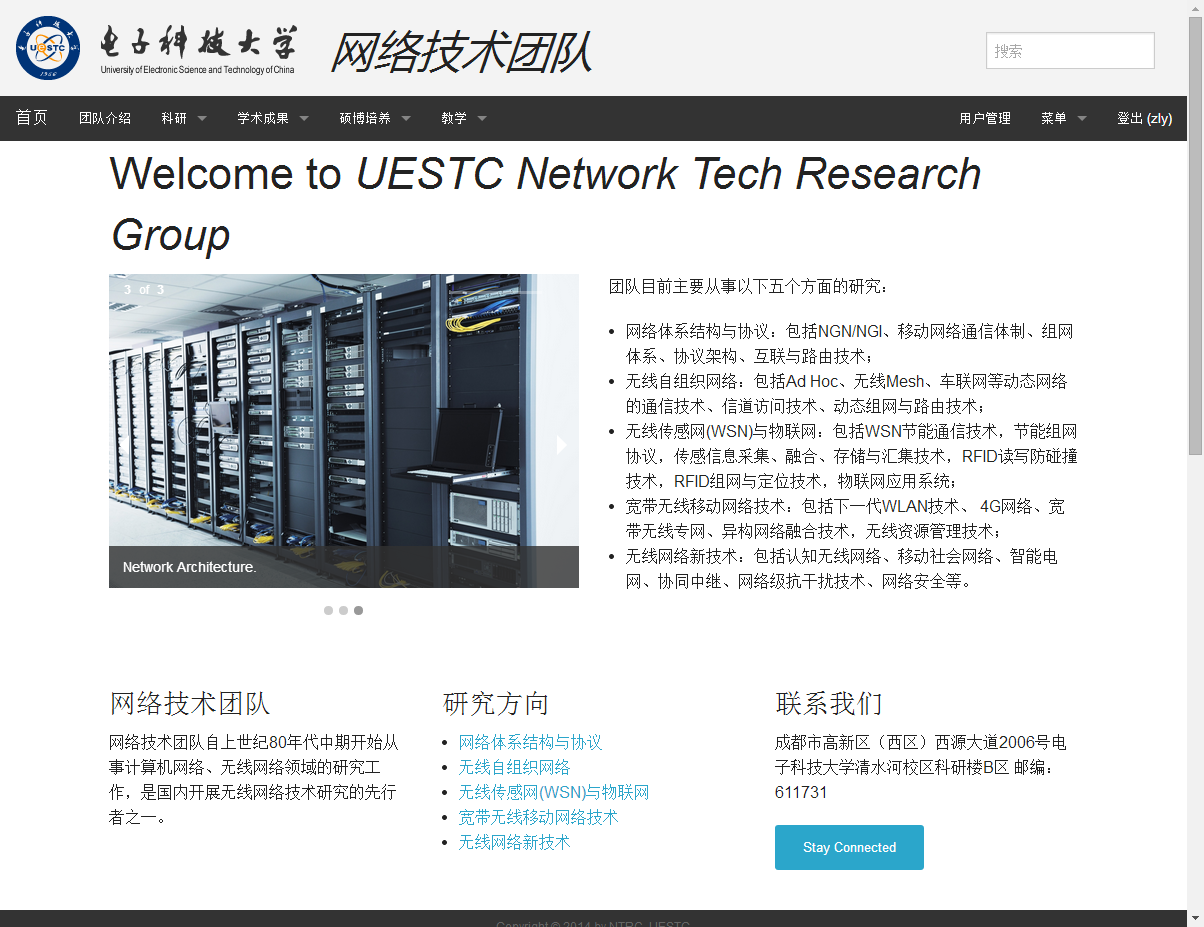 电子科技大学
University of Electronic Science and Technology of China
UESTC
1956
网络技术团队
搜索
首页 团队介绍 科研 学术成果 硕博培养 教学 用户管理 菜单 登出 (zly)
Welcome to UESTC Network Tech Research
Group
3 of 3
Network Architecture.
团队目前主要从事以下五个方面的研究：
网络体系结构与协议：包括NGN/NGI、移动网络通信体制、组网
体系、协议架构、互联与路由技术；
无线自组织网络：包括Ad Hoc、无线Mesh、车联网等动态网络
的通信技术、信道访问技术、动态组网与路由技术；
无线传感网(WSN)与物联网：包括WSN节能通信技术，节能组网
协议，传感信息采集、融合、存储与汇集技术，RFID读写防碰撞
技术，RFID组网与定位技术，物联网应用系统；
宽带无线移动网络技术：包括下一代WLAN技术、 4G网络、宽
带无线专网、异构网络融合技术，无线资源管理技术；
无线网络新技术：包括认知无线网络、移动社会网络、智能电
网、协同中继、网络级抗干扰技术、网络安全等。
网络技术团队
网络技术团队自上世纪80年代中期开始从
事计算机网络、无线网络领域的研究工
作，是国内开展无线网络技术研究的先行
者之一。
研究方向
网络体系结构与协议
无线自组织网络
无线传感网(WSN)与物联网
宽带无线移动网络技术
无线网络新技术
联系我们
成都市高新区（西区）西源大道2006号电
子科技大学清水河校区科研楼B区 邮编：
611731
Stay Connected
Copyright © 2014 by NTRG, UESTC